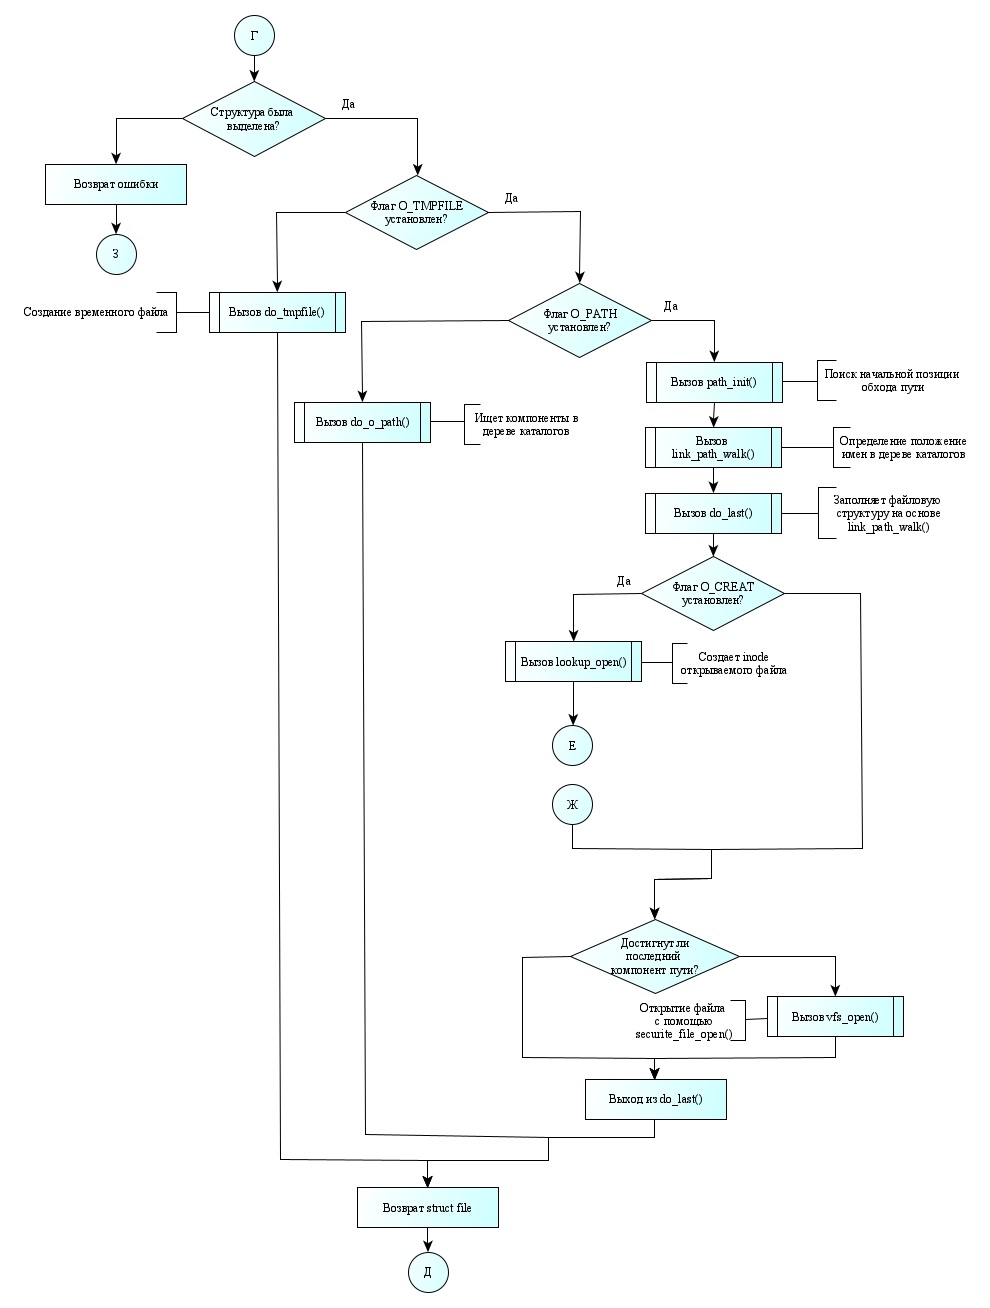 Г
Структура была
выделена?
Да
Возврат ошибки
З
Флаг O_TMPFILE
установлен?
Да
Создание временного файла
Вызов do_tmpfile()
Флаг O_PATH
установлен?
Да
Вызов path_init()
Поиск начальной позиции
обхода пути
Вызов do_o_path()
Ищет компоненты в
дереве каталогов
Вызов
link_path_walk()
Определение положение
имен в дереве каталогов
Вызов do_last()
Заполняет файловую
структуру на основе
link_path_walk()
Да
Флаг O_CREAT
установлен?
Вызов lookup_open()
Создает inode
открываемого файла
Е
Ж
Достигнут ли
последний
компонент пути?
Открытие файла
с помощью
securite_file_open()
Вызов vfs_open()
Выход из do_last()
Возврат struct file
Д